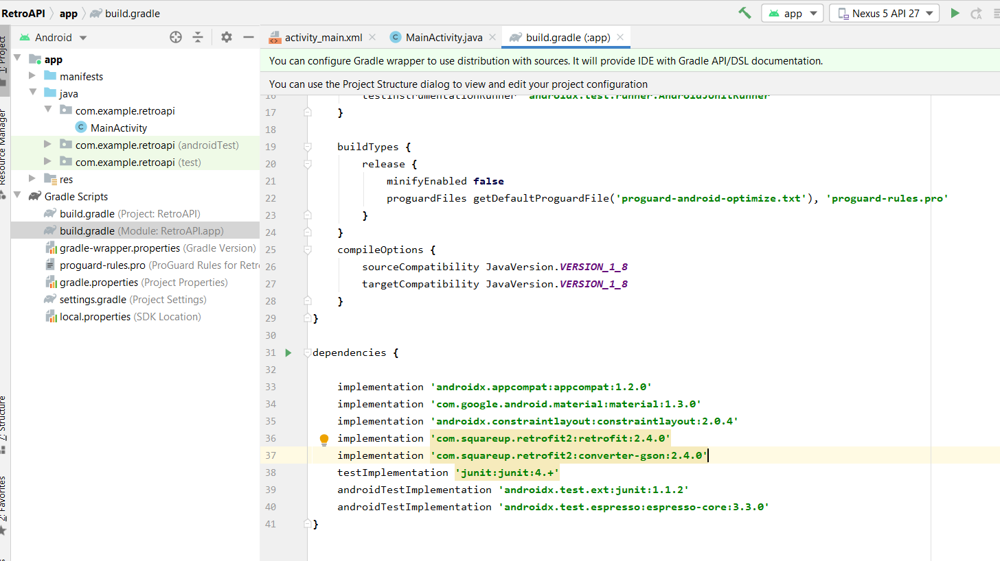 RetroAPI app build.gradle
app Nexus 5 API 27
Android
activity_main.xml MainActivity.java build.gradle (:app)
You can configure Gradle wrapper to use distribution with sources. It will provide IDE with Gradle API/DSL documentation.
You can use the Project Structure dialog to view and edit your project configuration
1: Project
Resource Manager
Z: Structure
2: Favorites
app
manifests
java
com.example.retroapi
MainActivity
com.example.retroapi (androidTest)
com.example.retroapi (test)
res
Gradle Scripts
build.gradle (Project: RetroAPI)
build.gradle (Module: RetroAPI.app)
gradle-wrapper.properties (Gradle Version)
proguard-rules.pro (ProGuard Rules for Retr
gradle.properties (Project Properties)
settings.gradle (Project Settings)
local.properties (SDK Location)
16 testInstrumentationRunner "androidx.test.runner.AndroidJUnitRunner"
17 }
18
19 buildTypes {
20 release {
21 minifyEnabled false
22 proguardFiles getDefaultProguardFile('proguard-android-optimize.txt'), 'proguard-rules.pro'
23 }
24 }
25 compileOptions {
26 sourceCompatibility JavaVersion.VERSION_1_8
27 targetCompatibility JavaVersion.VERSION_1_8
28 }
29 }
30
31 dependencies {
32
33 implementation 'androidx.appcompat:appcompat:1.2.0'
34 implementation 'com.google.android.material:material:1.3.0'
35 implementation 'androidx.constraintlayout:constraintlayout:2.0.4'
36 implementation 'com.squareup.retrofit2:retrofit:2.4.0'
37 implementation 'com.squareup.retrofit2:converter-gson:2.4.0'
38 testImplementation 'junit:junit:4.+'
39 androidTestImplementation 'androidx.test.ext:junit:1.1.2'
40 androidTestImplementation 'androidx.test.espresso:espresso-core:3.3.0'
41 }